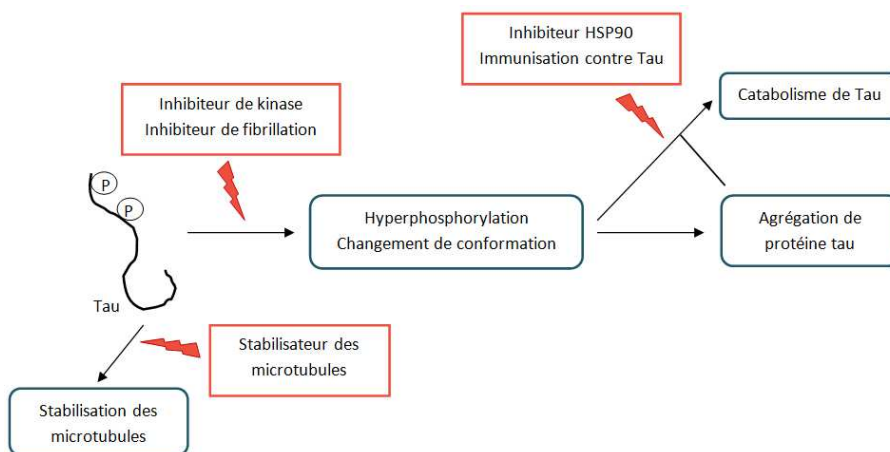 Inhibiteur HSP90
Immunisation contre Tau
Inhibiteur de kinase
Inhibiteur de fibrillation
Catabolisme de Tau
P
P
Hyperphosphorylation
Changement de conformation
Agrégation de
protéine tau
Tau
Stabilisateur des
microtubules
Stabilisation des
microtubules